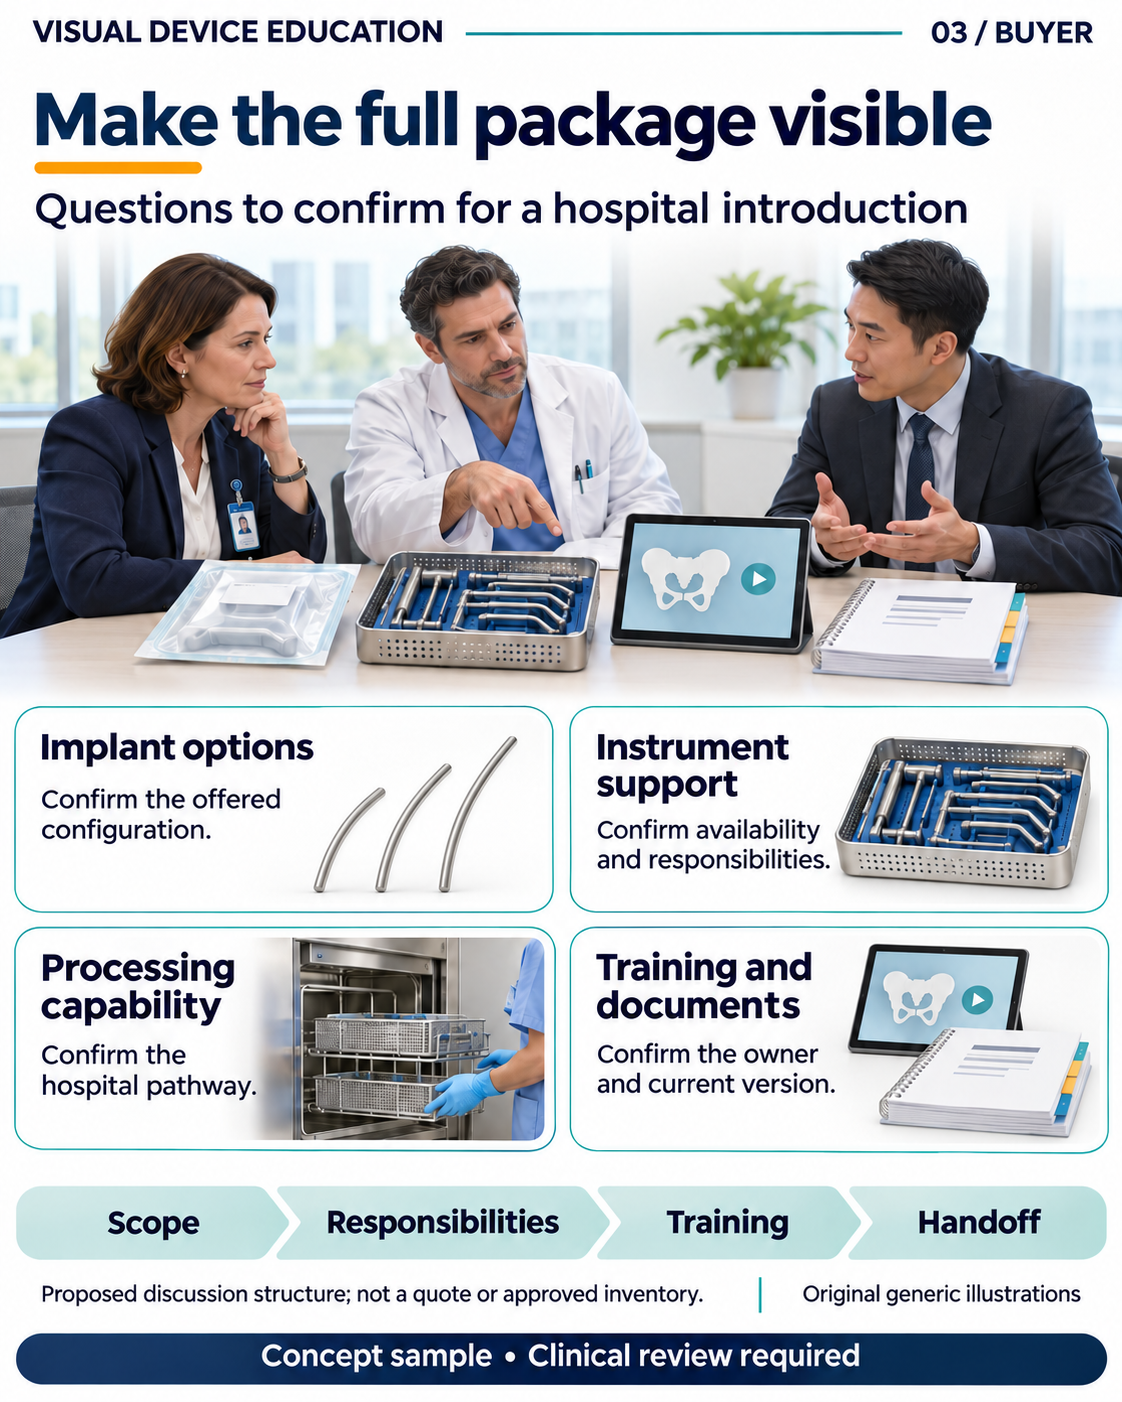 VISUAL DEVICE EDUCATION
03 / BUYER
Make the full package visible
Questions to confirm for a hospital introduction
Implant options
Confirm the offered
configuration.
Instrument
support
Confirm availability
and responsibilities.
Processing
capability
Confirm the
hospital pathway.
Training and
documents
Confirm the owner
and current version.
Scope
Responsibilities
Training
Handoff
Proposed discussion structure; not a quote or approved inventory.
Original generic illustrations
Concept sample • Clinical review required